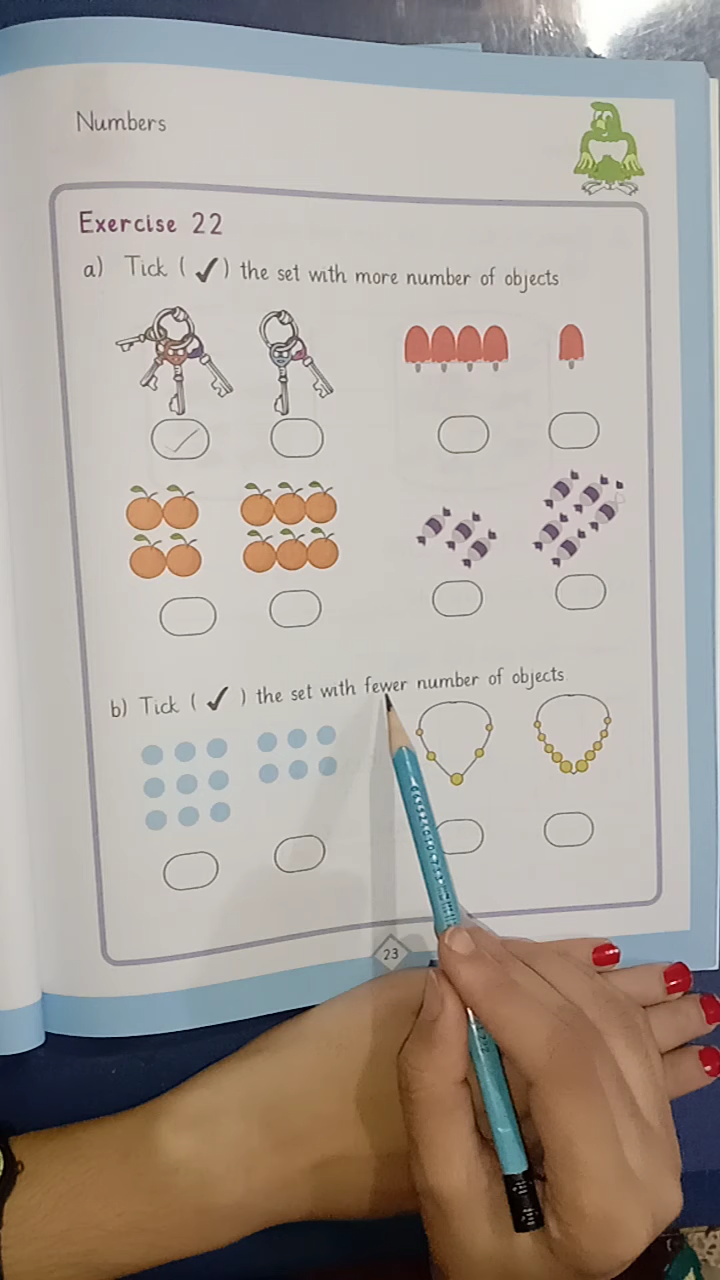 Numbers
Exercise 22
a) Tick ( ✓ ) the set with more number of objects
b) Tick ( ✓ ) the set with fewer number of objects
23